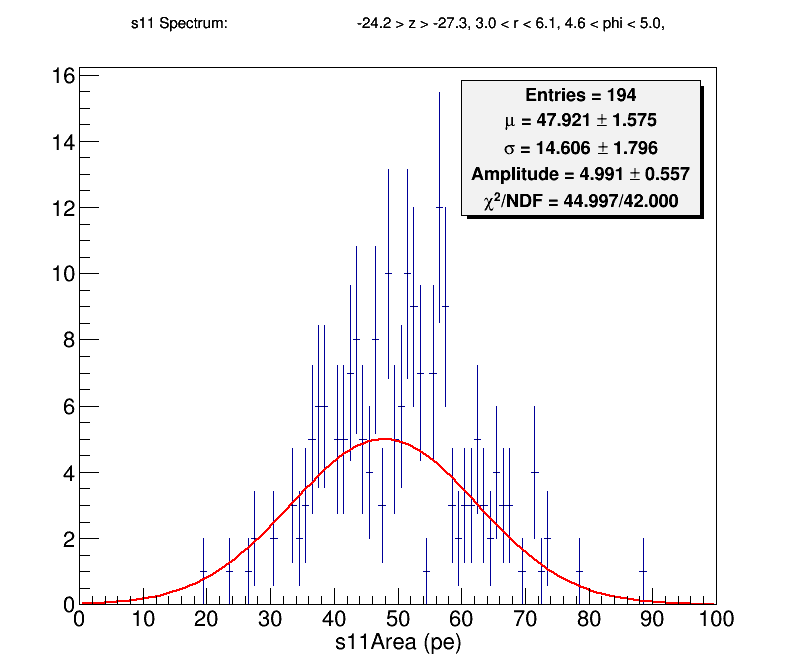 s11 Spectrum: -24.2 > z > -27.3, 3.0 < r < 6.1, 4.6 < phi < 5.0,
Entries = 194
μ = 47.921 ± 1.575
σ = 14.606 ± 1.796
Amplitude = 4.991 ± 0.557
χ²/NDF = 44.997/42.000
16
14
12
10
8
6
4
2
0
0 10 20 30 40 50 60 70 80 90 100
s11Area (pe)